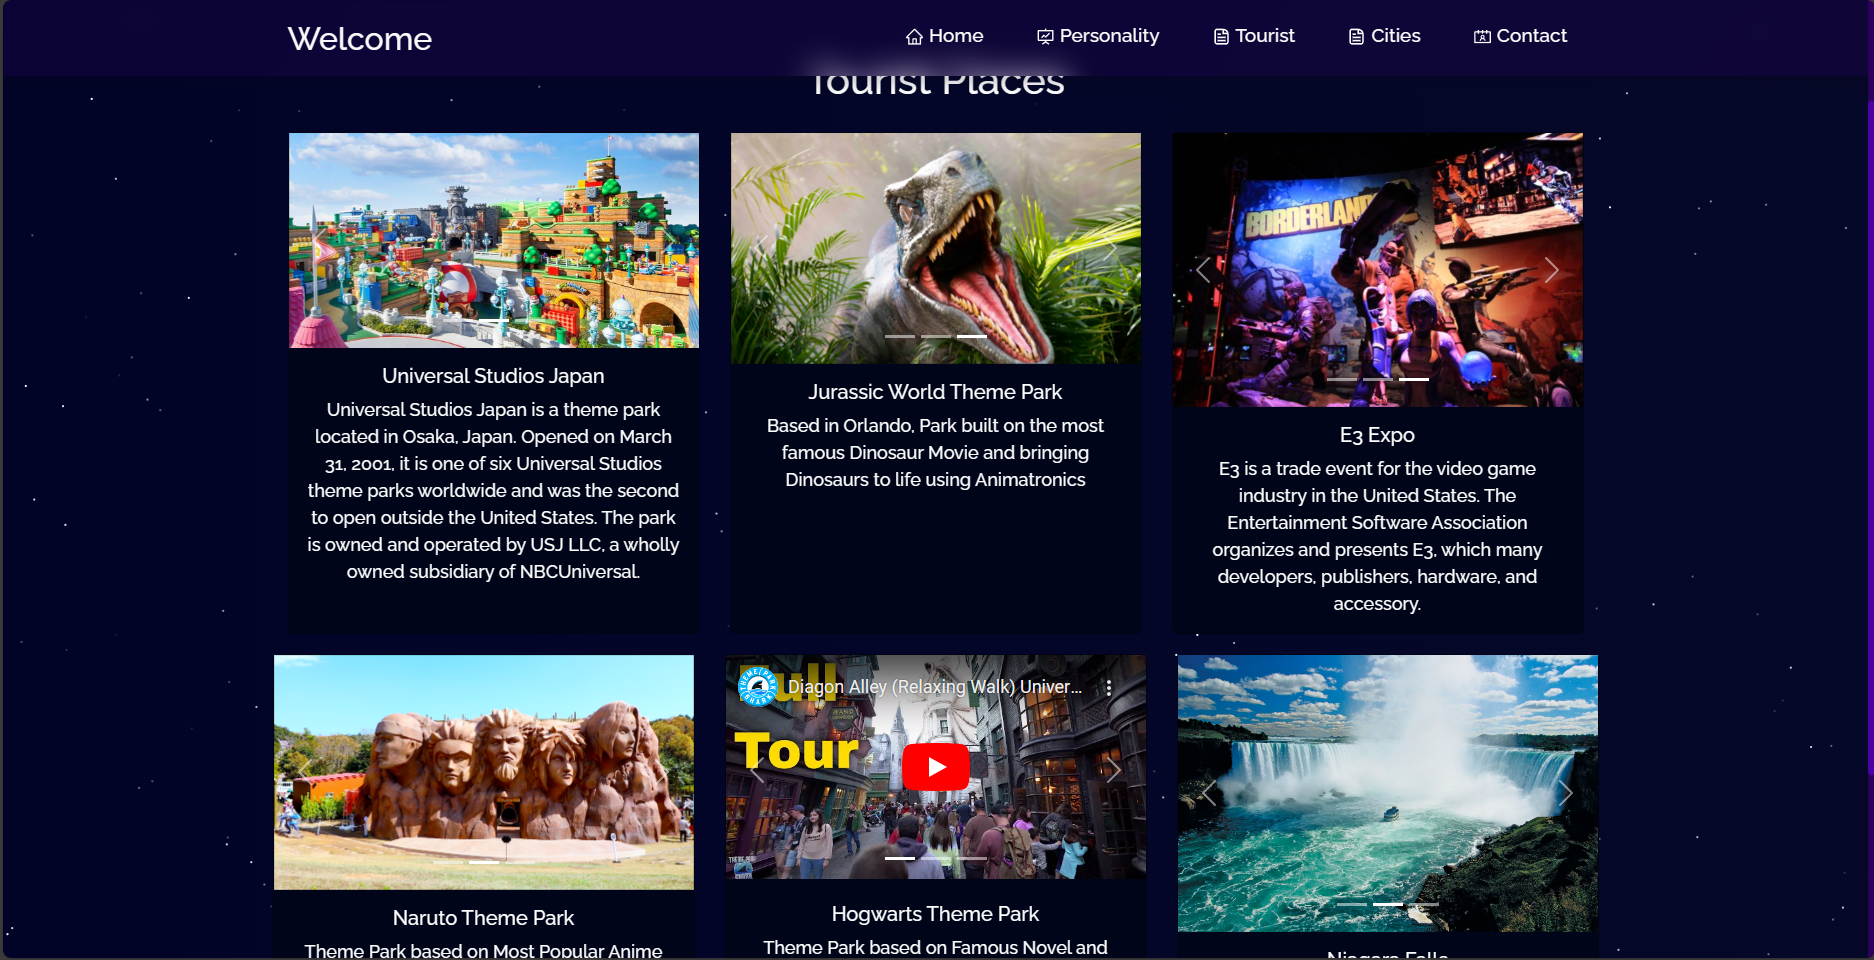 Welcome
Home
Personality
Tourist
Cities
Contact
Tourist Places
BORDERLAN
Universal Studios Japan
Universal Studios Japan is a theme park
located in Osaka, Japan. Opened on March
31, 2001, it is one of six Universal Studios
theme parks worldwide and was the second
to open outside the United States. The park
is owned and operated by USJ LLC, a wholly
owned subsidiary of NBCUniversal.
Jurassic World Theme Park
Based in Orlando, Park built on the most
famous Dinosaur Movie and bringing
Dinosaurs to life using Animatronics
E3 Expo
E3 is a trade event for the video game
industry in the United States. The
Entertainment Software Association
organizes and presents E3, which many
developers, publishers, hardware, and
accessory.
Diagon Alley (Relaxing Walk) Univer...
Tour
Naruto Theme Park
Theme Park based on Most Popular Anime
Hogwarts Theme Park
Theme Park based on Famous Novel and
Niagara Falls